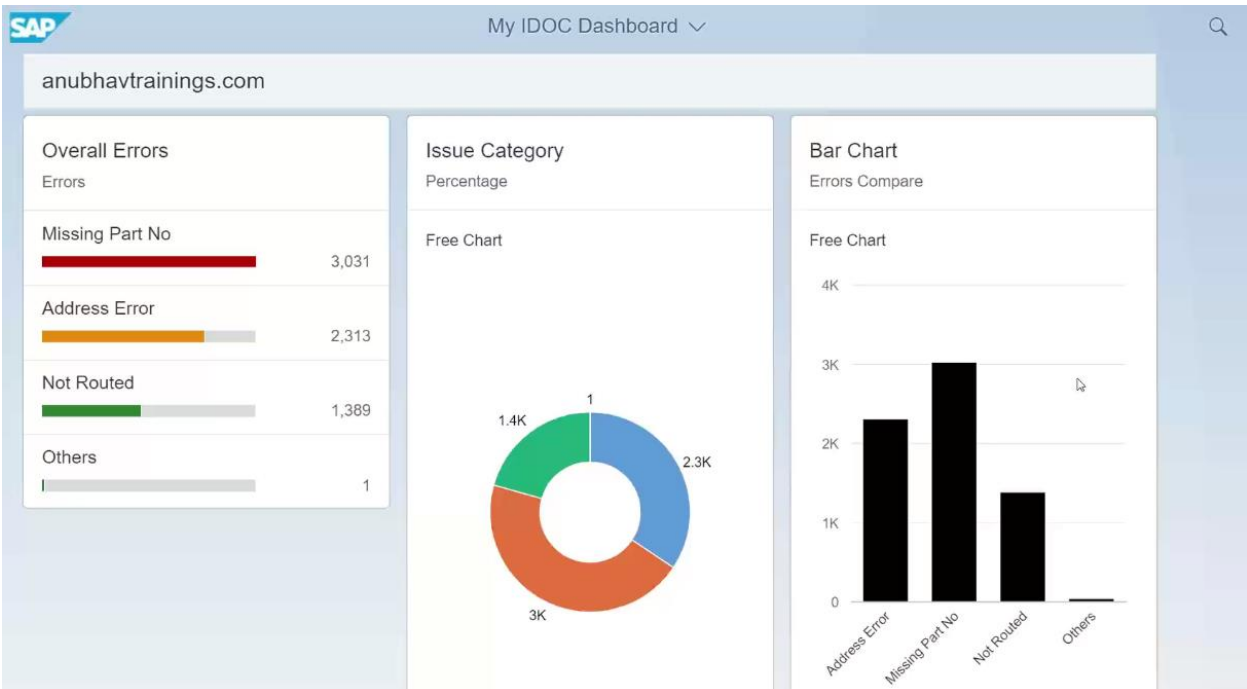 SAP
My IDOC Dashboard
anubhavtrainings.com
Overall Errors
Errors
Missing Part No
3,031
Address Error
2,313
Not Routed
1,389
Others
1
Issue Category
Percentage
Free Chart
1
1.4K
2.3K
3K
Bar Chart
Errors Compare
Free Chart
4K
3K
2K
1K
0
Address Error
Missing Part No
Not Routed
Others